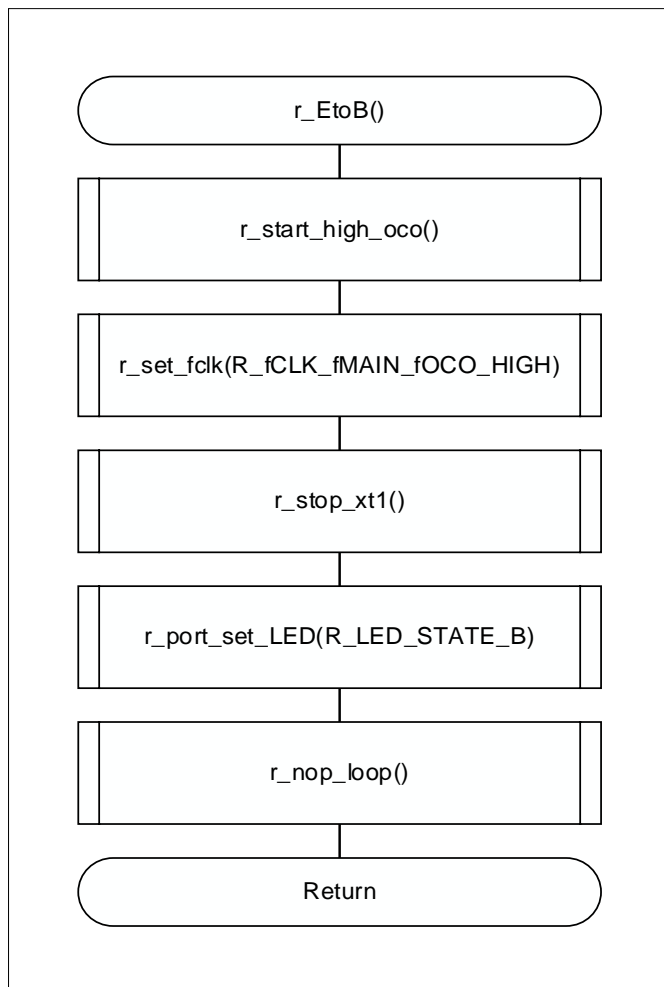 r_EtoB()
r_start_high_oco()
r_set_fclk(R_fCLK_fMAIN_fOCO_HIGH)
r_stop_xt1()
r_port_set_LED(R_LED_STATE_B)
r_nop_loop()
Return